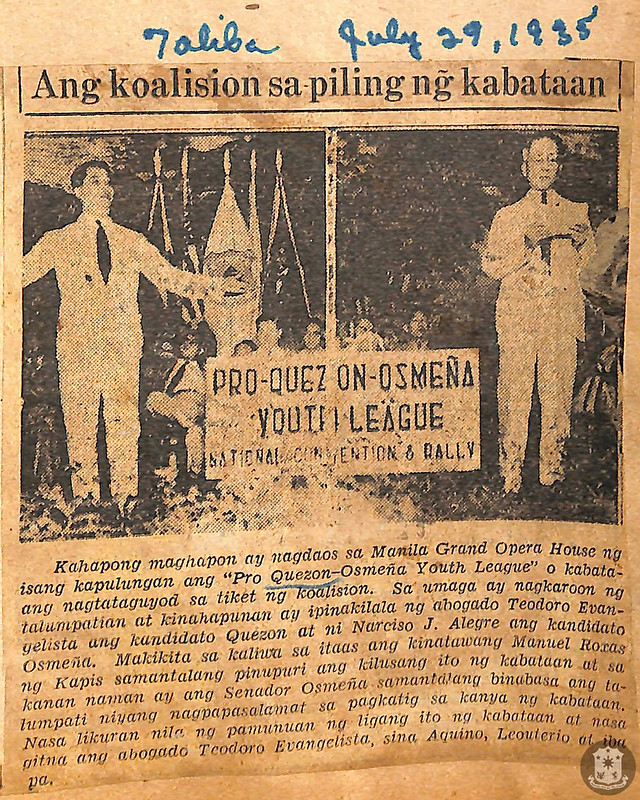 Taliba July 29, 1935
Ang koalision sa piling ng̃ kabataan
PRO-QUEZON-OSMEÑA
YOUTH LEAGUE
NATIONAL CONVENTION & RALLY
Kahapong maghapon ay nagdaos sa Manila Grand Opera House ng
isang kapulungan ang "Pro Quezon-Osmeña Youth League" o kabata-
ang nagtataguyod sa tiket ng koalision. Sa umaga ay nagkaroon ng
talumpatian at kinahapunan ay ipinakilala ng abogado Teodoro Evan-
gelista ang kandidato Quezon at ni Narciso J. Alegre ang kandidato
Osmeña. Makikita sa kaliwa sa itaas ang kinatawang Manuel Roxas
ng Kapis samantalang pinupuri ang kilusang ito ng kabataan at sa
kanan naman ay ang Senador Osmeña samantalang binabasa ang ta-
lumpati niyang nagpapasalamat sa pagkatig sa kanya ng kabataan.
Nasa likuran nila ng pamunuan ng ligang ito ng kabataan at nasa
gitna ang abogado Teodoro Evangelista, sina Aquino, Leouterio at iba
pa.